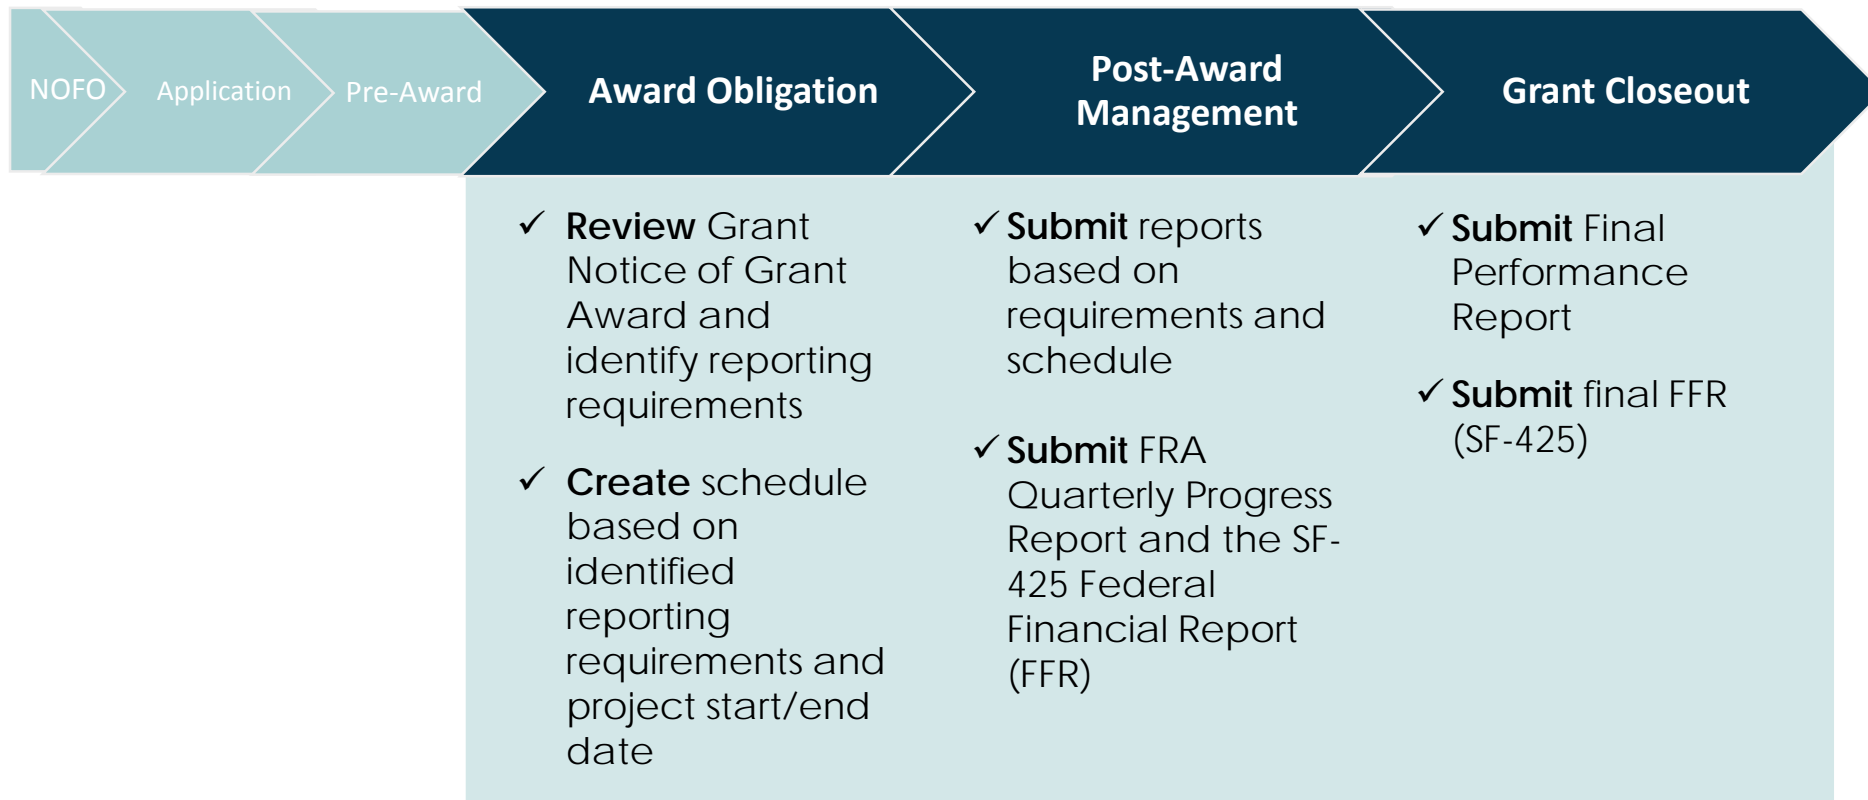 NOFO
Application
Pre-Award
Award Obligation
Post-Award
Management
Grant Closeout
✓ Review Grant
Notice of Grant
Award and
identify reporting
requirements
✓ Create schedule
based on
identified
reporting
requirements and
project start/end
date
✓ Submit reports
based on
requirements and
schedule
✓ Submit FRA
Quarterly Progress
Report and the SF-
425 Federal
Financial Report
(FFR)
✓ Submit Final
Performance
Report
✓ Submit final FFR
(SF-425)